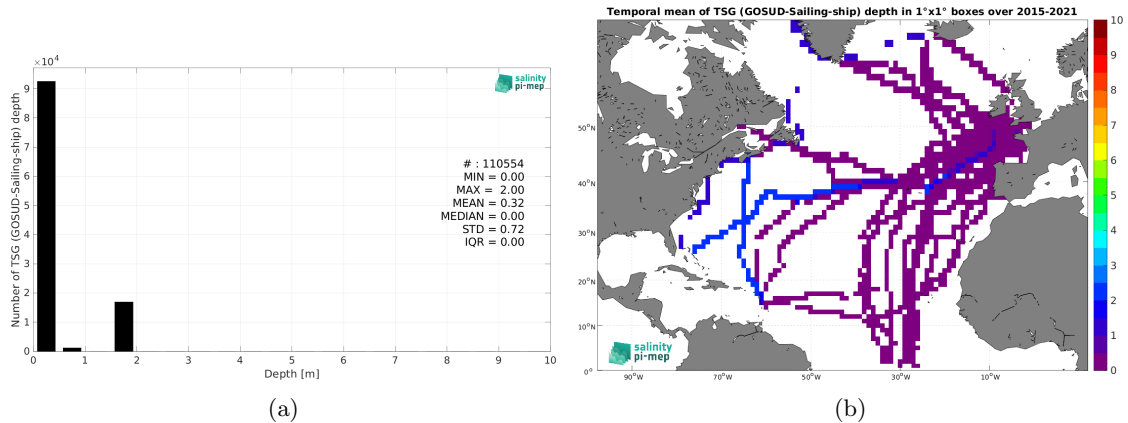 ×10⁴
9
8
7
6
5
4
3
2
1
0
Number of TSG (GOSUD-Sailing-ship) depth
salinity
pi-mep
# : 110554
MIN = 0.00
MAX = 2.00
MEAN = 0.32
MEDIAN = 0.00
STD = 0.72
IQR = 0.00
0 1 2 3 4 5 6 7 8 9 10
Depth [m]
(a)
Temporal mean of TSG (GOSUD-Sailing-ship) depth in 1°x1° boxes over 2015-2021
50°N
40°N
30°N
20°N
10°N
0°N
90°W 70°W 50°W 30°W 10°W
salinity
pi-mep
10
9
8
7
6
5
4
3
2
1
0
(b)